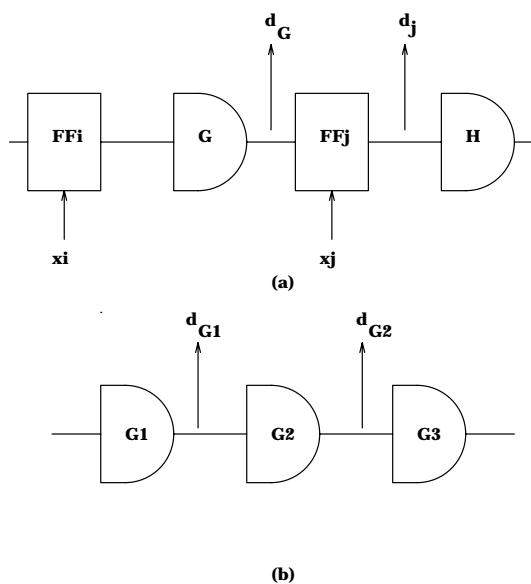 d_G d_j
FFi G FFj H
xi xj
(a)
d_G1 d_G2
G1 G2 G3
(b)